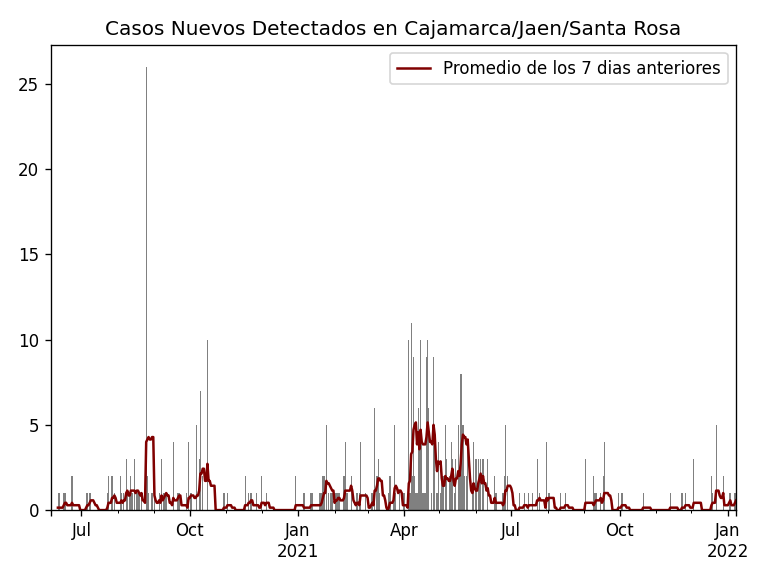 Casos Nuevos Detectados en Cajamarca/Jaen/Santa Rosa
Promedio de los 7 dias anteriores
25
20
15
10
5
0
Jul Oct Jan Apr Jul Oct Jan
2021 2022